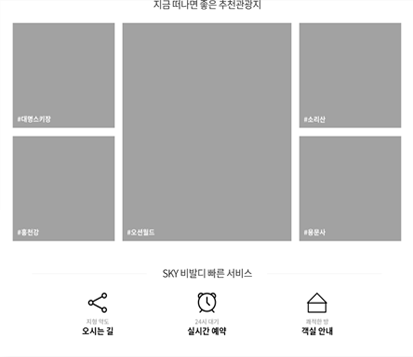 지금 떠나면 좋은 추천관광지
#대명스키장
#소리산
#홍천강
#오션월드
#용문사
SKY 비발디 빠른 서비스
지형 약도
24시 대기
쾌적한 방
오시는 길
실시간 예약
객실 안내